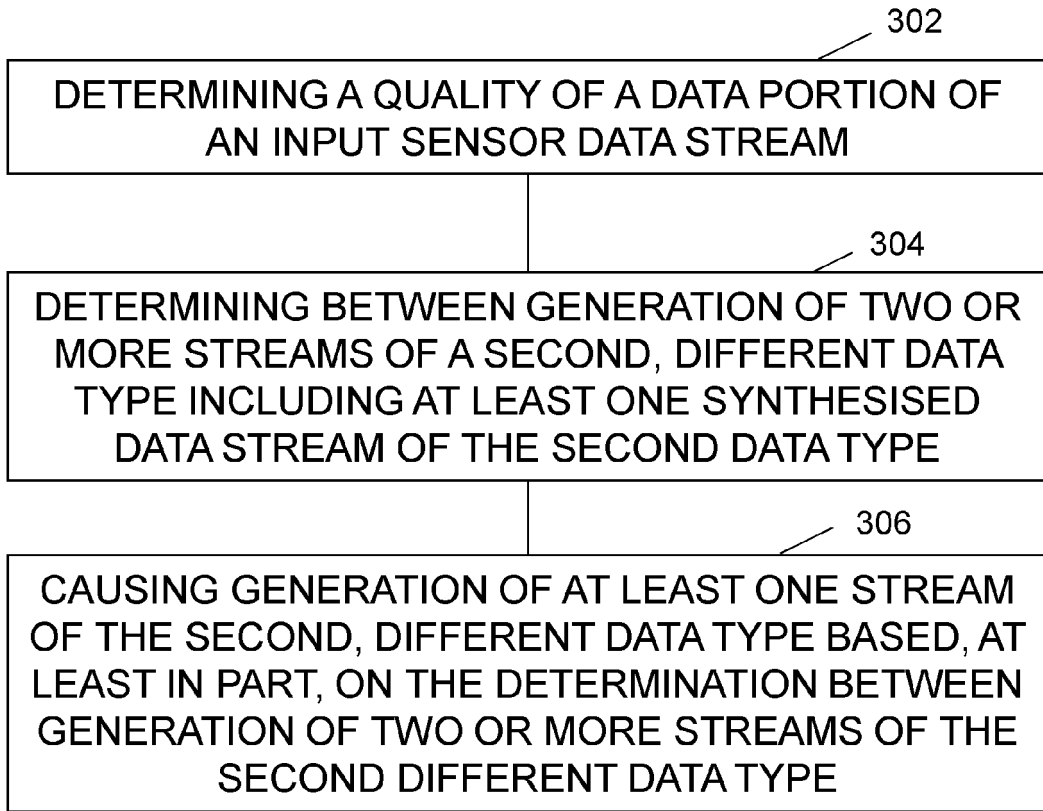 302
DETERMINING A QUALITY OF A DATA PORTION OF
AN INPUT SENSOR DATA STREAM
304
DETERMINING BETWEEN GENERATION OF TWO OR
MORE STREAMS OF A SECOND, DIFFERENT DATA
TYPE INCLUDING AT LEAST ONE SYNTHESISED
DATA STREAM OF THE SECOND DATA TYPE
306
CAUSING GENERATION OF AT LEAST ONE STREAM
OF THE SECOND, DIFFERENT DATA TYPE BASED, AT
LEAST IN PART, ON THE DETERMINATION BETWEEN
GENERATION OF TWO OR MORE STREAMS OF THE
SECOND DIFFERENT DATA TYPE